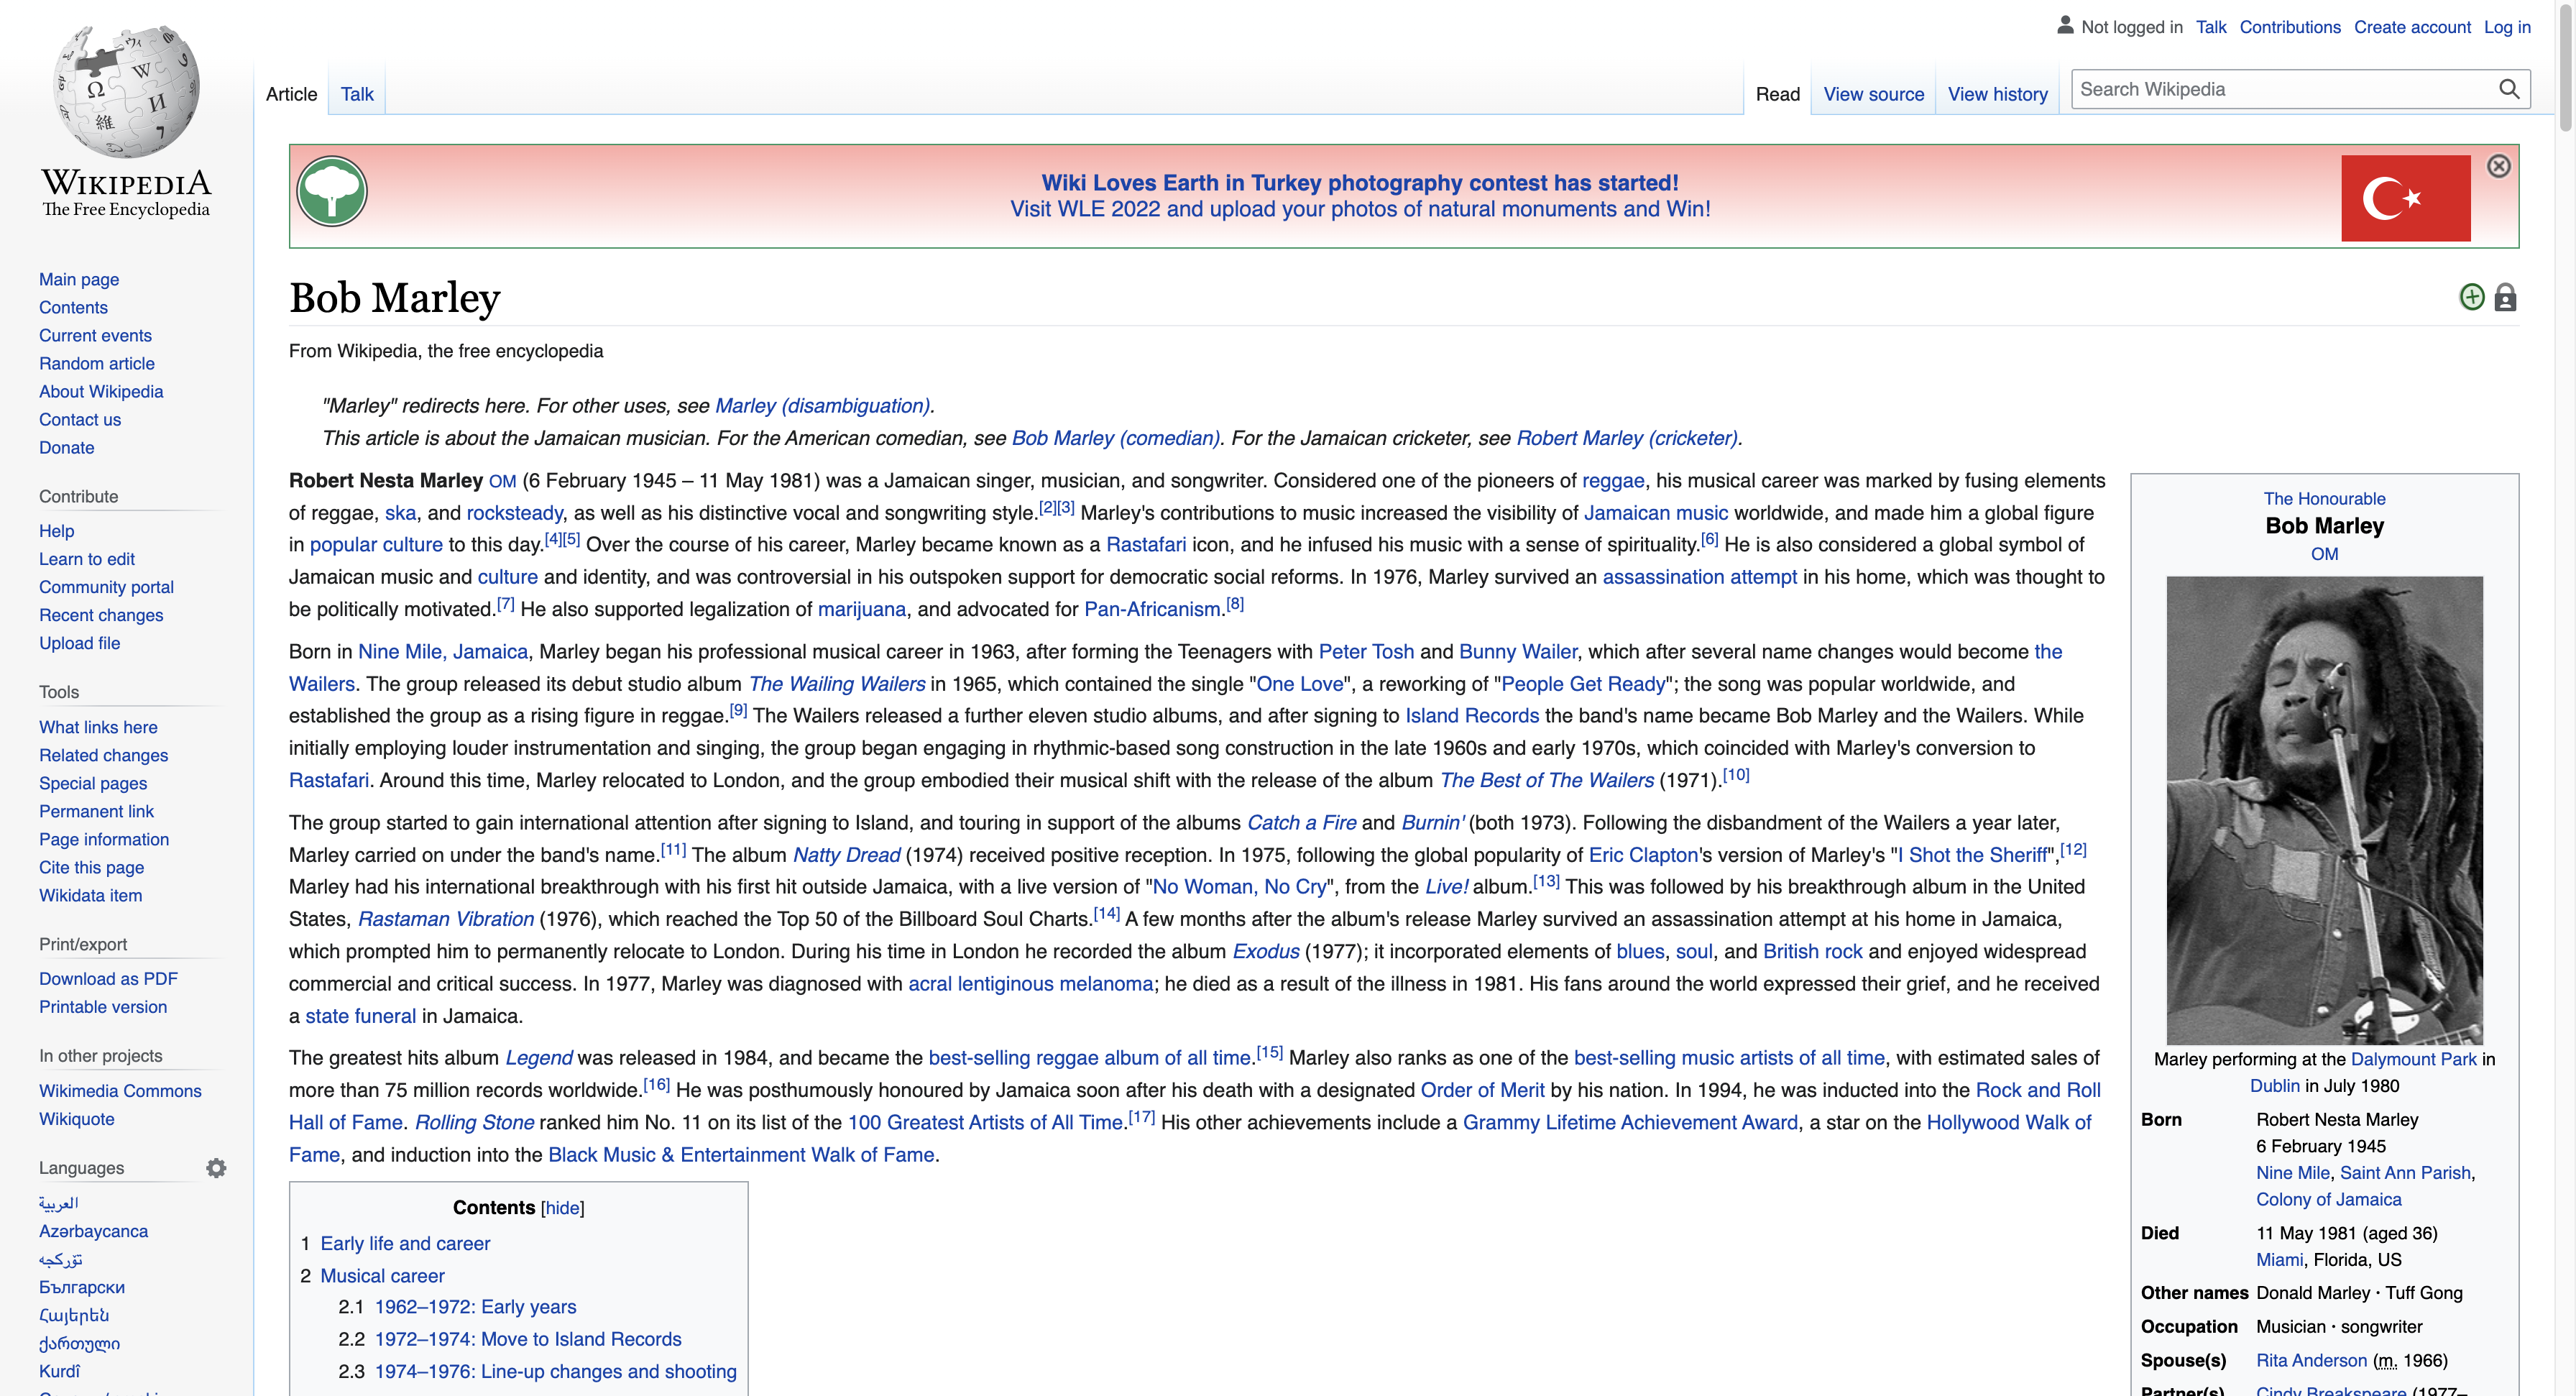 Not logged in Talk Contributions Create account Log in
Article Talk Read View source View history Search Wikipedia
WIKIPEDIA
The Free Encyclopedia
Main page
Contents
Current events
Random article
About Wikipedia
Contact us
Donate
Contribute
Help
Learn to edit
Community portal
Recent changes
Upload file
Tools
What links here
Related changes
Special pages
Permanent link
Page information
Cite this page
Wikidata item
Print/export
Download as PDF
Printable version
In other projects
Wikimedia Commons
Wikiquote
Languages
العربية
Azərbaycanca
تۆرکجه
Български
Հայերեն
ქართული
Kurdî
Wiki Loves Earth in Turkey photography contest has started!
Visit WLE 2022 and upload your photos of natural monuments and Win!
Bob Marley
From Wikipedia, the free encyclopedia
"Marley" redirects here. For other uses, see Marley (disambiguation).
This article is about the Jamaican musician. For the American comedian, see Bob Marley (comedian). For the Jamaican cricketer, see Robert Marley (cricketer).
Robert Nesta Marley OM (6 February 1945 – 11 May 1981) was a Jamaican singer, musician, and songwriter. Considered one of the pioneers of reggae, his musical career was marked by fusing elements
of reggae, ska, and rocksteady, as well as his distinctive vocal and songwriting style.[2][3] Marley's contributions to music increased the visibility of Jamaican music worldwide, and made him a global figure
in popular culture to this day.[4][5] Over the course of his career, Marley became known as a Rastafari icon, and he infused his music with a sense of spirituality.[6] He is also considered a global symbol of
Jamaican music and culture and identity, and was controversial in his outspoken support for democratic social reforms. In 1976, Marley survived an assassination attempt in his home, which was thought to
be politically motivated.[7] He also supported legalization of marijuana, and advocated for Pan-Africanism.[8]
Born in Nine Mile, Jamaica, Marley began his professional musical career in 1963, after forming the Teenagers with Peter Tosh and Bunny Wailer, which after several name changes would become the
Wailers. The group released its debut studio album The Wailing Wailers in 1965, which contained the single "One Love", a reworking of "People Get Ready"; the song was popular worldwide, and
established the group as a rising figure in reggae.[9] The Wailers released a further eleven studio albums, and after signing to Island Records the band's name became Bob Marley and the Wailers. While
initially employing louder instrumentation and singing, the group began engaging in rhythmic-based song construction in the late 1960s and early 1970s, which coincided with Marley's conversion to
Rastafari. Around this time, Marley relocated to London, and the group embodied their musical shift with the release of the album The Best of The Wailers (1971).[10]
The group started to gain international attention after signing to Island, and touring in support of the albums Catch a Fire and Burnin' (both 1973). Following the disbandment of the Wailers a year later,
Marley carried on under the band's name.[11] The album Natty Dread (1974) received positive reception. In 1975, following the global popularity of Eric Clapton's version of Marley's "I Shot the Sheriff",[12]
Marley had his international breakthrough with his first hit outside Jamaica, with a live version of "No Woman, No Cry", from the Live! album.[13] This was followed by his breakthrough album in the United
States, Rastaman Vibration (1976), which reached the Top 50 of the Billboard Soul Charts.[14] A few months after the album's release Marley survived an assassination attempt at his home in Jamaica,
which prompted him to permanently relocate to London. During his time in London he recorded the album Exodus (1977); it incorporated elements of blues, soul, and British rock and enjoyed widespread
commercial and critical success. In 1977, Marley was diagnosed with acral lentiginous melanoma; he died as a result of the illness in 1981. His fans around the world expressed their grief, and he received
a state funeral in Jamaica.
The greatest hits album Legend was released in 1984, and became the best-selling reggae album of all time.[15] Marley also ranks as one of the best-selling music artists of all time, with estimated sales of
more than 75 million records worldwide.[16] He was posthumously honoured by Jamaica soon after his death with a designated Order of Merit by his nation. In 1994, he was inducted into the Rock and Roll
Hall of Fame. Rolling Stone ranked him No. 11 on its list of the 100 Greatest Artists of All Time.[17] His other achievements include a Grammy Lifetime Achievement Award, a star on the Hollywood Walk of
Fame, and induction into the Black Music & Entertainment Walk of Fame.
Contents [hide]
1 Early life and career
2 Musical career
2.1 1962–1972: Early years
2.2 1972–1974: Move to Island Records
2.3 1974–1976: Line-up changes and shooting
The Honourable
Bob Marley
OM
Marley performing at the Dalymount Park in
Dublin in July 1980
Born Robert Nesta Marley
6 February 1945
Nine Mile, Saint Ann Parish,
Colony of Jamaica
Died 11 May 1981 (aged 36)
Miami, Florida, US
Other names Donald Marley · Tuff Gong
Occupation Musician · songwriter
Spouse(s) Rita Anderson (m. 1966)
Partner(s) Cindy Breakspeare (1977–